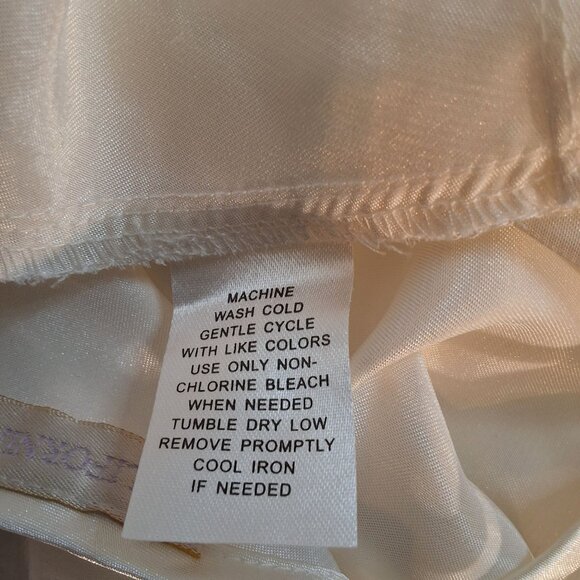 MACHINE
WASH COLD
GENTLE CYCLE
WITH LIKE COLORS
USE ONLY NON-
CHLORINE BLEACH
WHEN NEEDED
TUMBLE DRY LOW
REMOVE PROMPTLY
COOL IRON
IF NEEDED